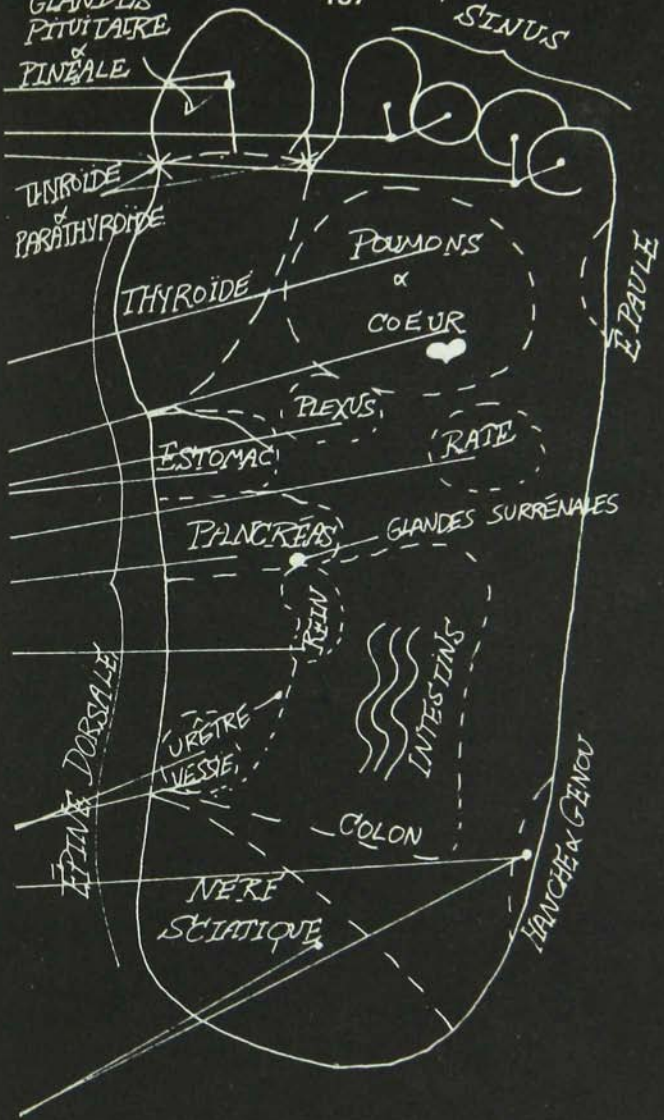 GLANDES
PITUITAIRE
&
PINÉALE
SINUS
THYROÏDE
&
PARATHYROÏDE
POUMONS
&
COEUR
THYROÏDE
ÉPAULE
PLEXUS
ESTOMAC
RATE
PANCRÉAS
GLANDES SURRÉNALES
REIN
INTESTINS
URÈTRE
VESSIE
ÉPINE DORSALE
COLON
HANCHE & GENOU
NERF
SCIATIQUE